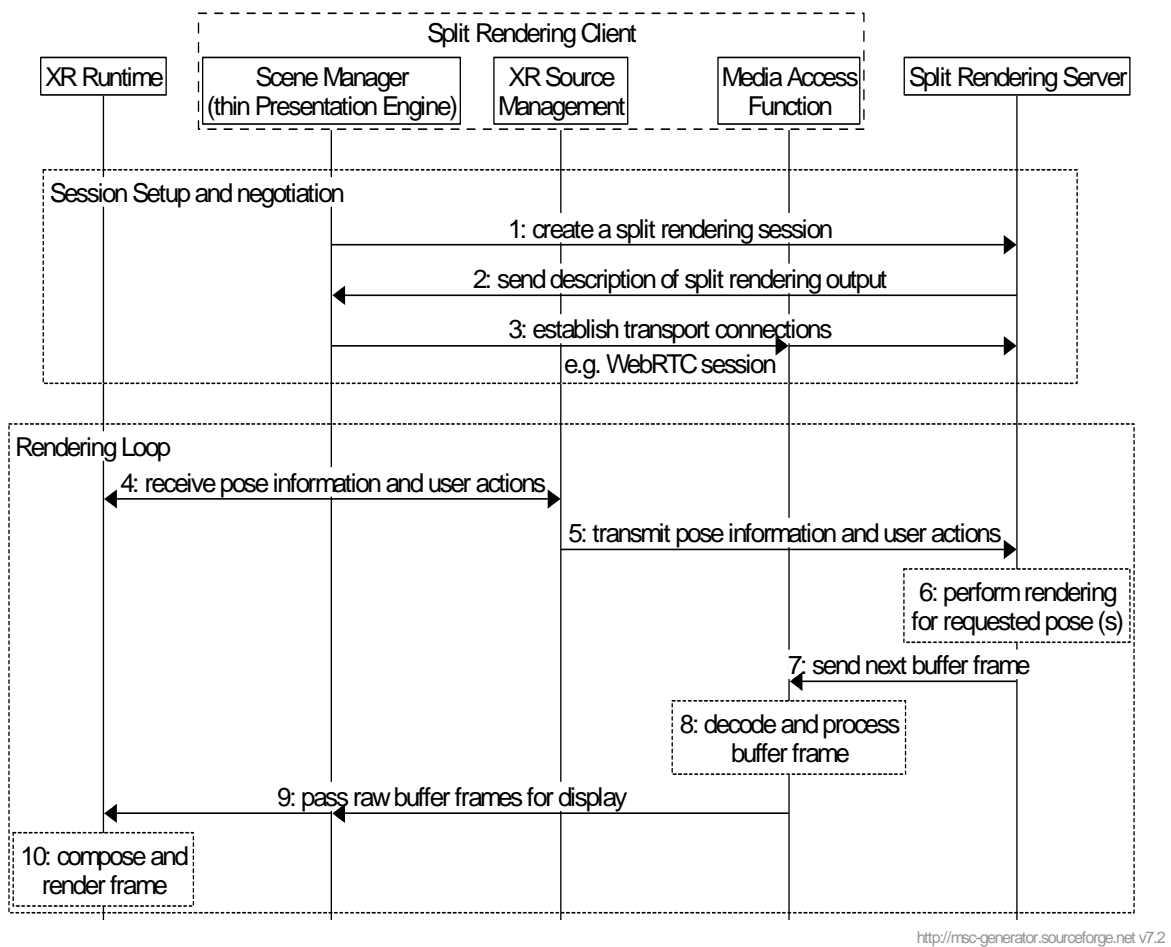 Split Rendering Client
XR Runtime
Scene Manager
(thin Presentation Engine)
XR Source
Management
Media Access
Function
Split Rendering Server
Session Setup and negotiation
1: create a split rendering session
2: send description of split rendering output
3: establish transport connections
e.g. WebRTC session
Rendering Loop
4: receive pose information and user actions
5: transmit pose information and user actions
6: perform rendering
for requested pose (s)
7: send next buffer frame
8: decode and process
buffer frame
9: pass raw buffer frames for display
10: compose and
render frame
http://msc-generator.sourceforge.net v7.2